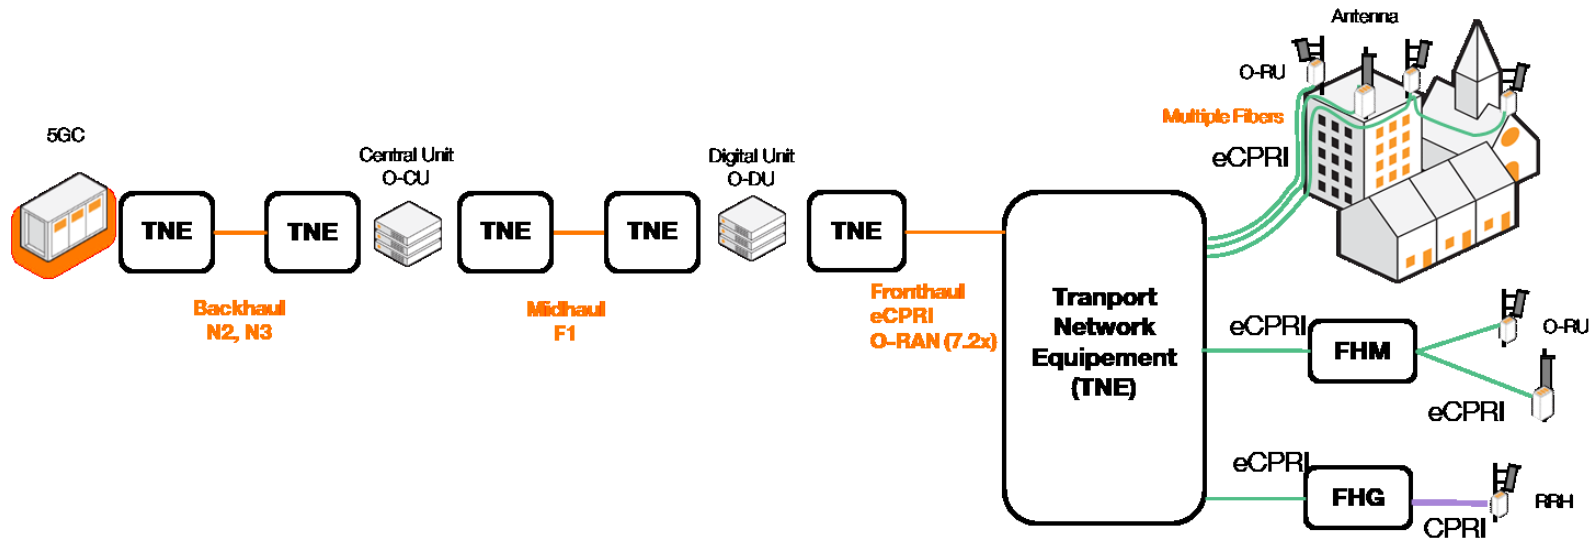 Antenna
O-RU
Multiple Fibers
eCPRI
5GC
Central Unit
O-CU
Digital Unit
O-DU
TNE
TNE
TNE
TNE
TNE
Backhaul
N2, N3
Midhaul
F1
Fronthaul
eCPRI
O-RAN (7.2x)
Tranport
Network
Equipement
(TNE)
eCPRI
FHM
O-RU
eCPRI
eCPRI
FHG
CPRI
RRH